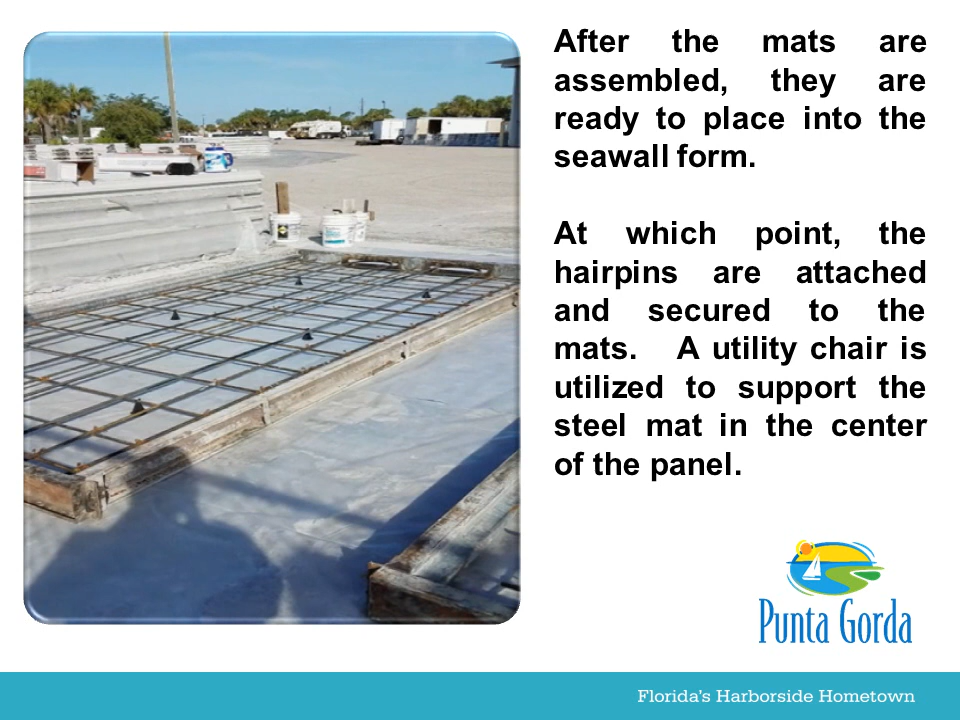 After the mats are
assembled, they are
ready to place into the
seawall form.
At which point, the
hairpins are attached
and secured to the
mats. A utility chair is
utilized to support the
steel mat in the center
of the panel.
Punta Gorda
Florida's Harborside Hometown